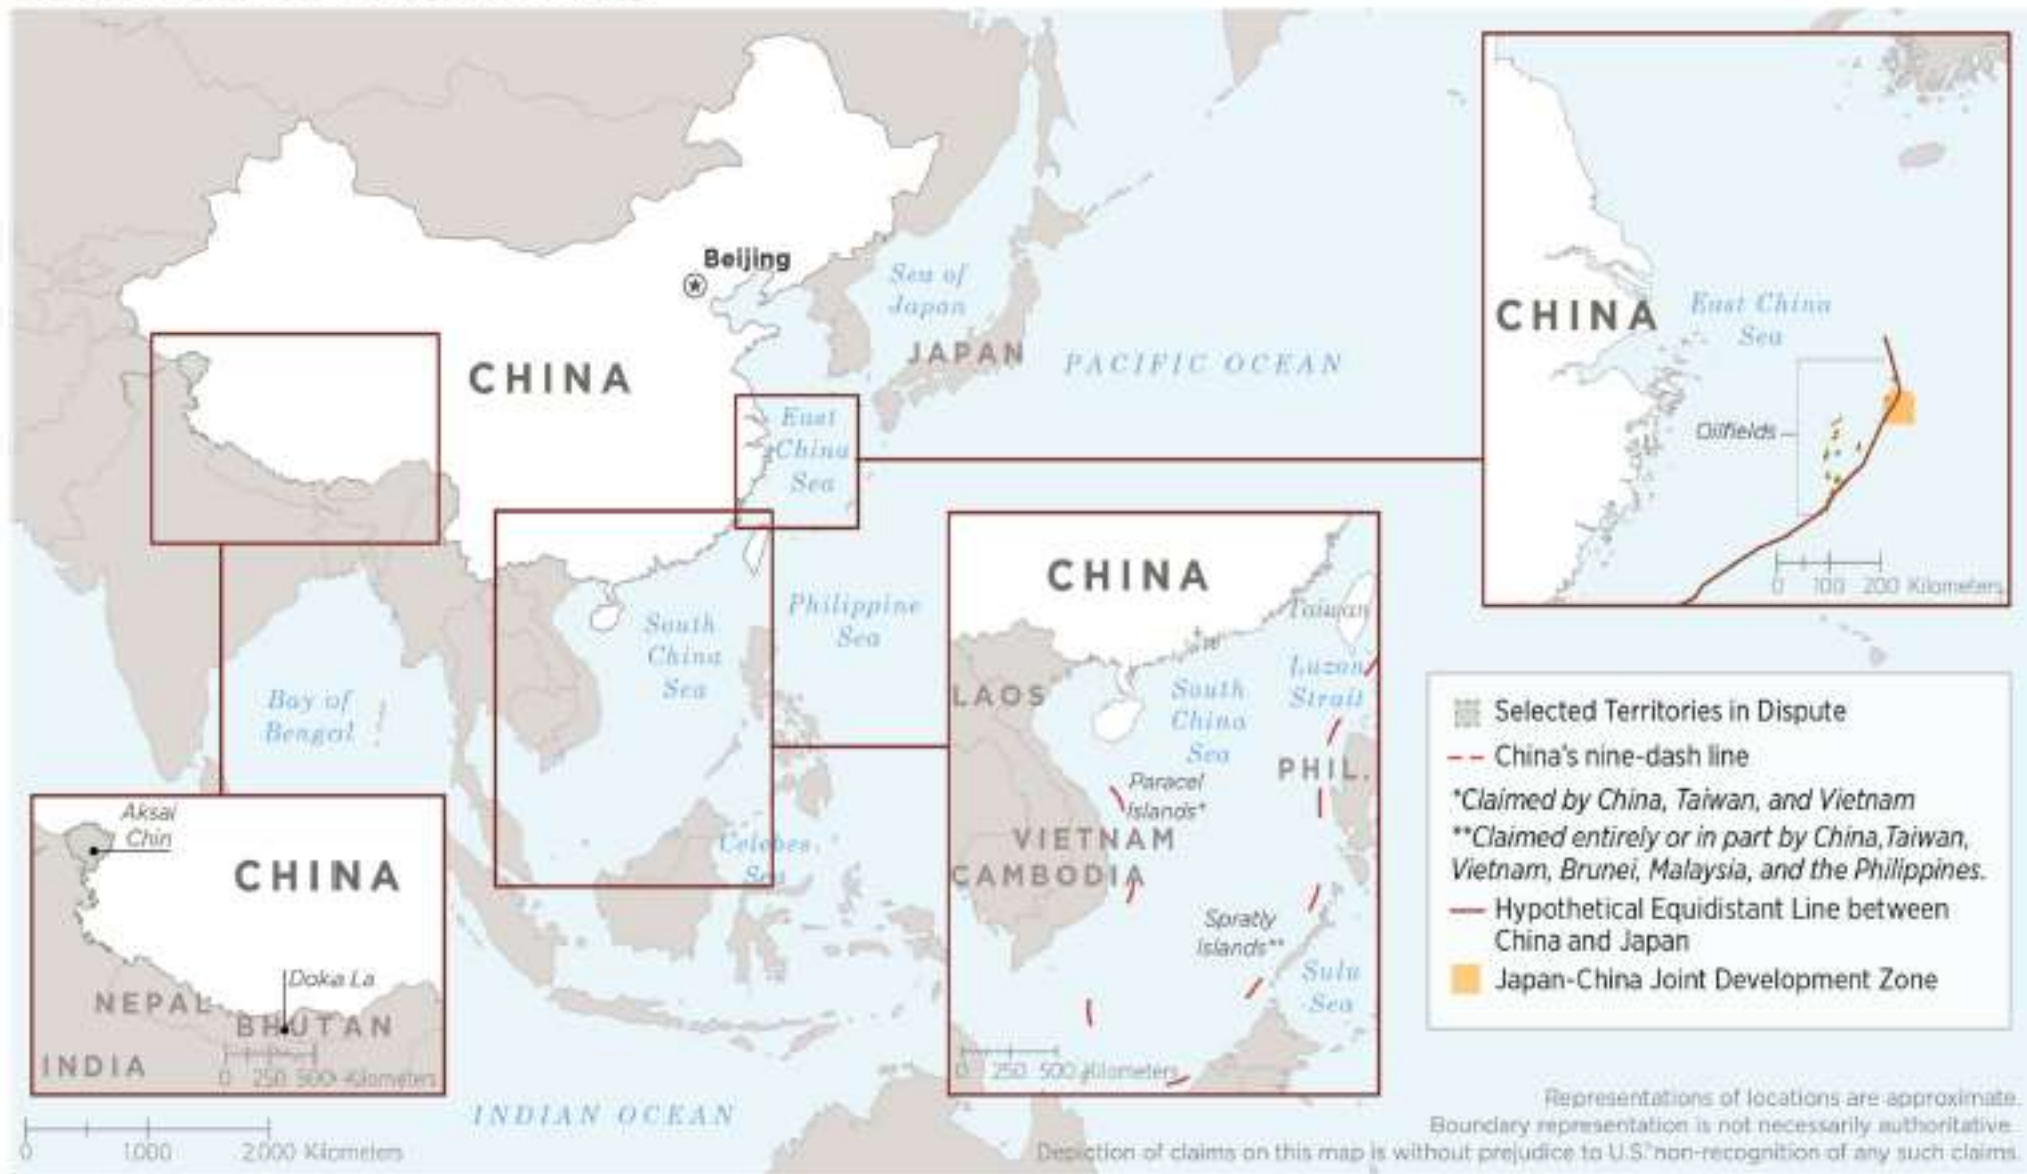 Beijing
CHINA
Sea of
Japan
JAPAN
PACIFIC OCEAN
East
China
Sea
Philippine
Sea
South
China
Sea
Bay of
Bengal
Celebes
Sea
INDIAN OCEAN
0 1,000 2,000 Kilometers
CHINA
East China
Sea
Oilfields
0 100 200 Kilometers
CHINA
Taiwan
Luzon
Strait
LAOS
South
China
Sea
PHIL.
Paracel
Islands*
VIETNAM
CAMBODIA
Spratly
Islands**
Sulu
Sea
0 250 500 Kilometers
Aksai
Chin
CHINA
Doka La
NEPAL
BHUTAN
INDIA
0 250 500 Kilometers
Selected Territories in Dispute
China's nine-dash line
*Claimed by China, Taiwan, and Vietnam
**Claimed entirely or in part by China,Taiwan,
Vietnam, Brunei, Malaysia, and the Philippines.
Hypothetical Equidistant Line between
China and Japan
Japan-China Joint Development Zone
Representations of locations are approximate.
Boundary representation is not necessarily authoritative.
Depiction of claims on this map is without prejudice to U.S. non-recognition of any such claims.